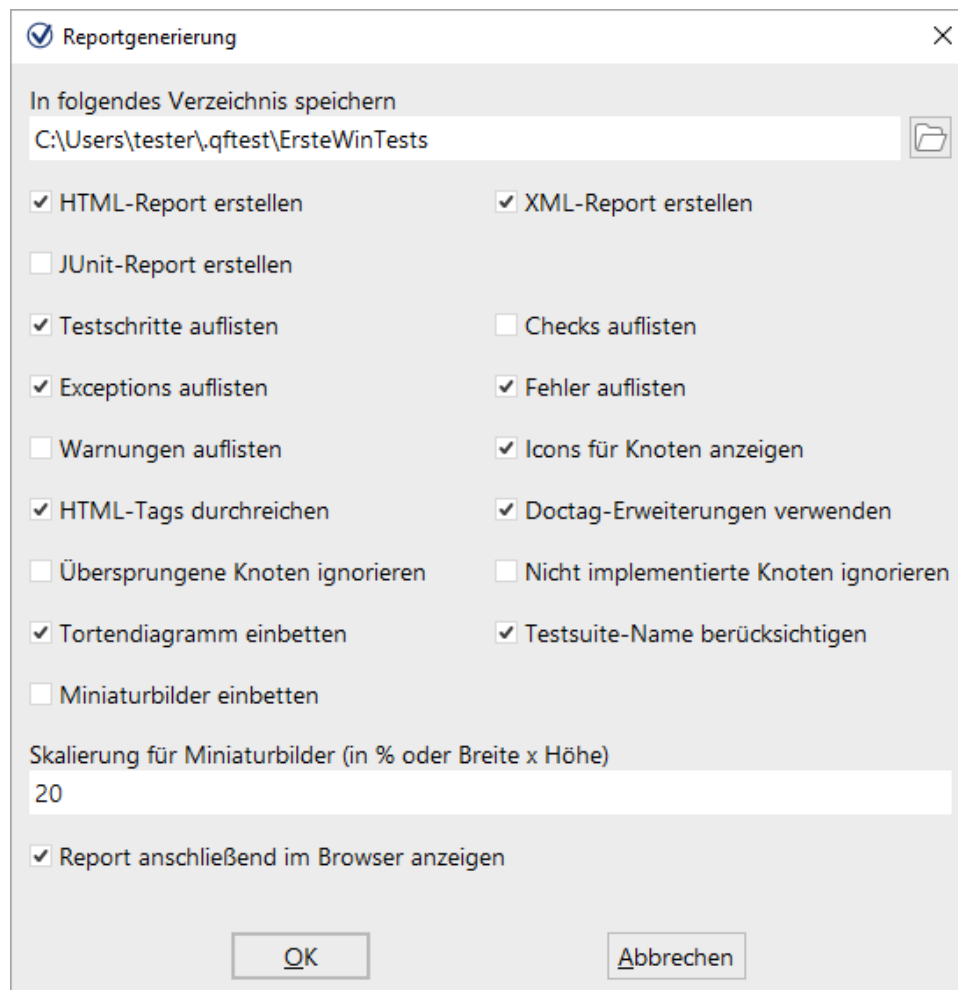 Reportgenerierung
In folgendes Verzeichnis speichern
C:\Users\tester\.qftest\ErsteWinTests
HTML-Report erstellen XML-Report erstellen
JUnit-Report erstellen
Testschritte auflisten Checks auflisten
Exceptions auflisten Fehler auflisten
Warnungen auflisten Icons für Knoten anzeigen
HTML-Tags durchreichen Doctag-Erweiterungen verwenden
Übersprungene Knoten ignorieren Nicht implementierte Knoten ignorieren
Tortendiagramm einbetten Testsuite-Name berücksichtigen
Miniaturbilder einbetten
Skalierung für Miniaturbilder (in % oder Breite x Höhe)
20
Report anschließend im Browser anzeigen
OK Abbrechen